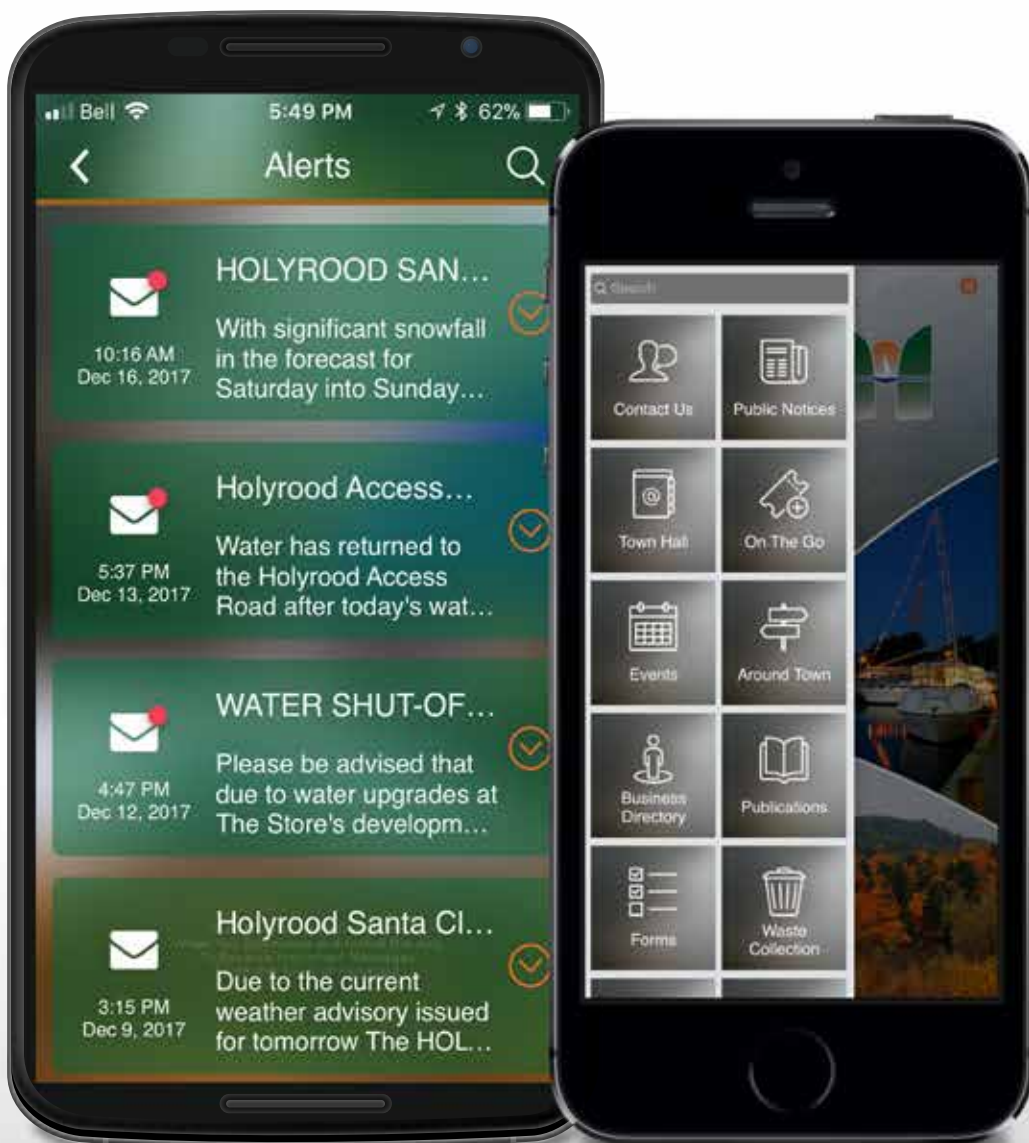 Bell 5:49 PM 62%
Alerts
HOLYROOD SAN...
With significant snowfall
in the forecast for
Saturday into Sunday...
10:16 AM
Dec 16, 2017
Holyrood Access...
Water has returned to
the Holyrood Access
Road after today's wat...
5:37 PM
Dec 13, 2017
WATER SHUT-OF...
Please be advised that
due to water upgrades at
The Store's developm...
4:47 PM
Dec 12, 2017
Holyrood Santa Cl...
Due to the current
weather advisory issued
for tomorrow The HOL...
3:15 PM
Dec 9, 2017
Search
Contact Us
Public Notices
Town Hall
On The Go
Events
Around Town
Business
Directory
Publications
Forms
Waste
Collection